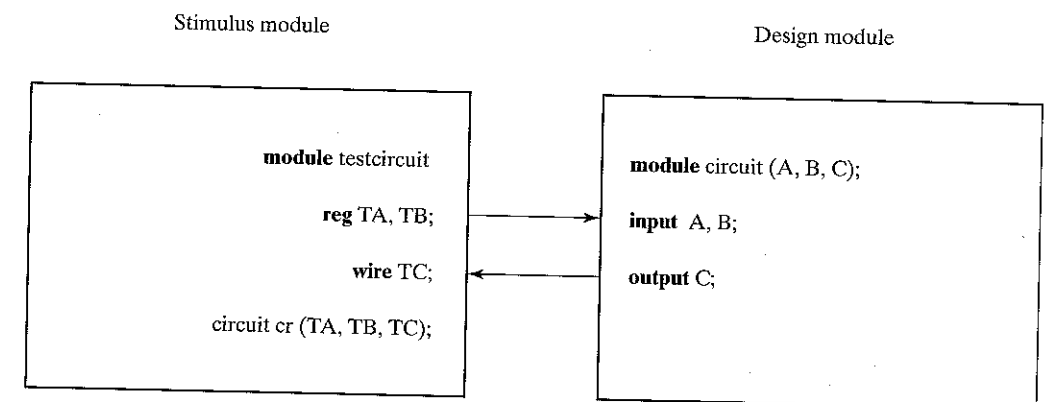 Stimulus module
Design module
module testcircuit
reg TA, TB;
wire TC;
circuit cr (TA, TB, TC);
module circuit (A, B, C);
input A, B;
output C;